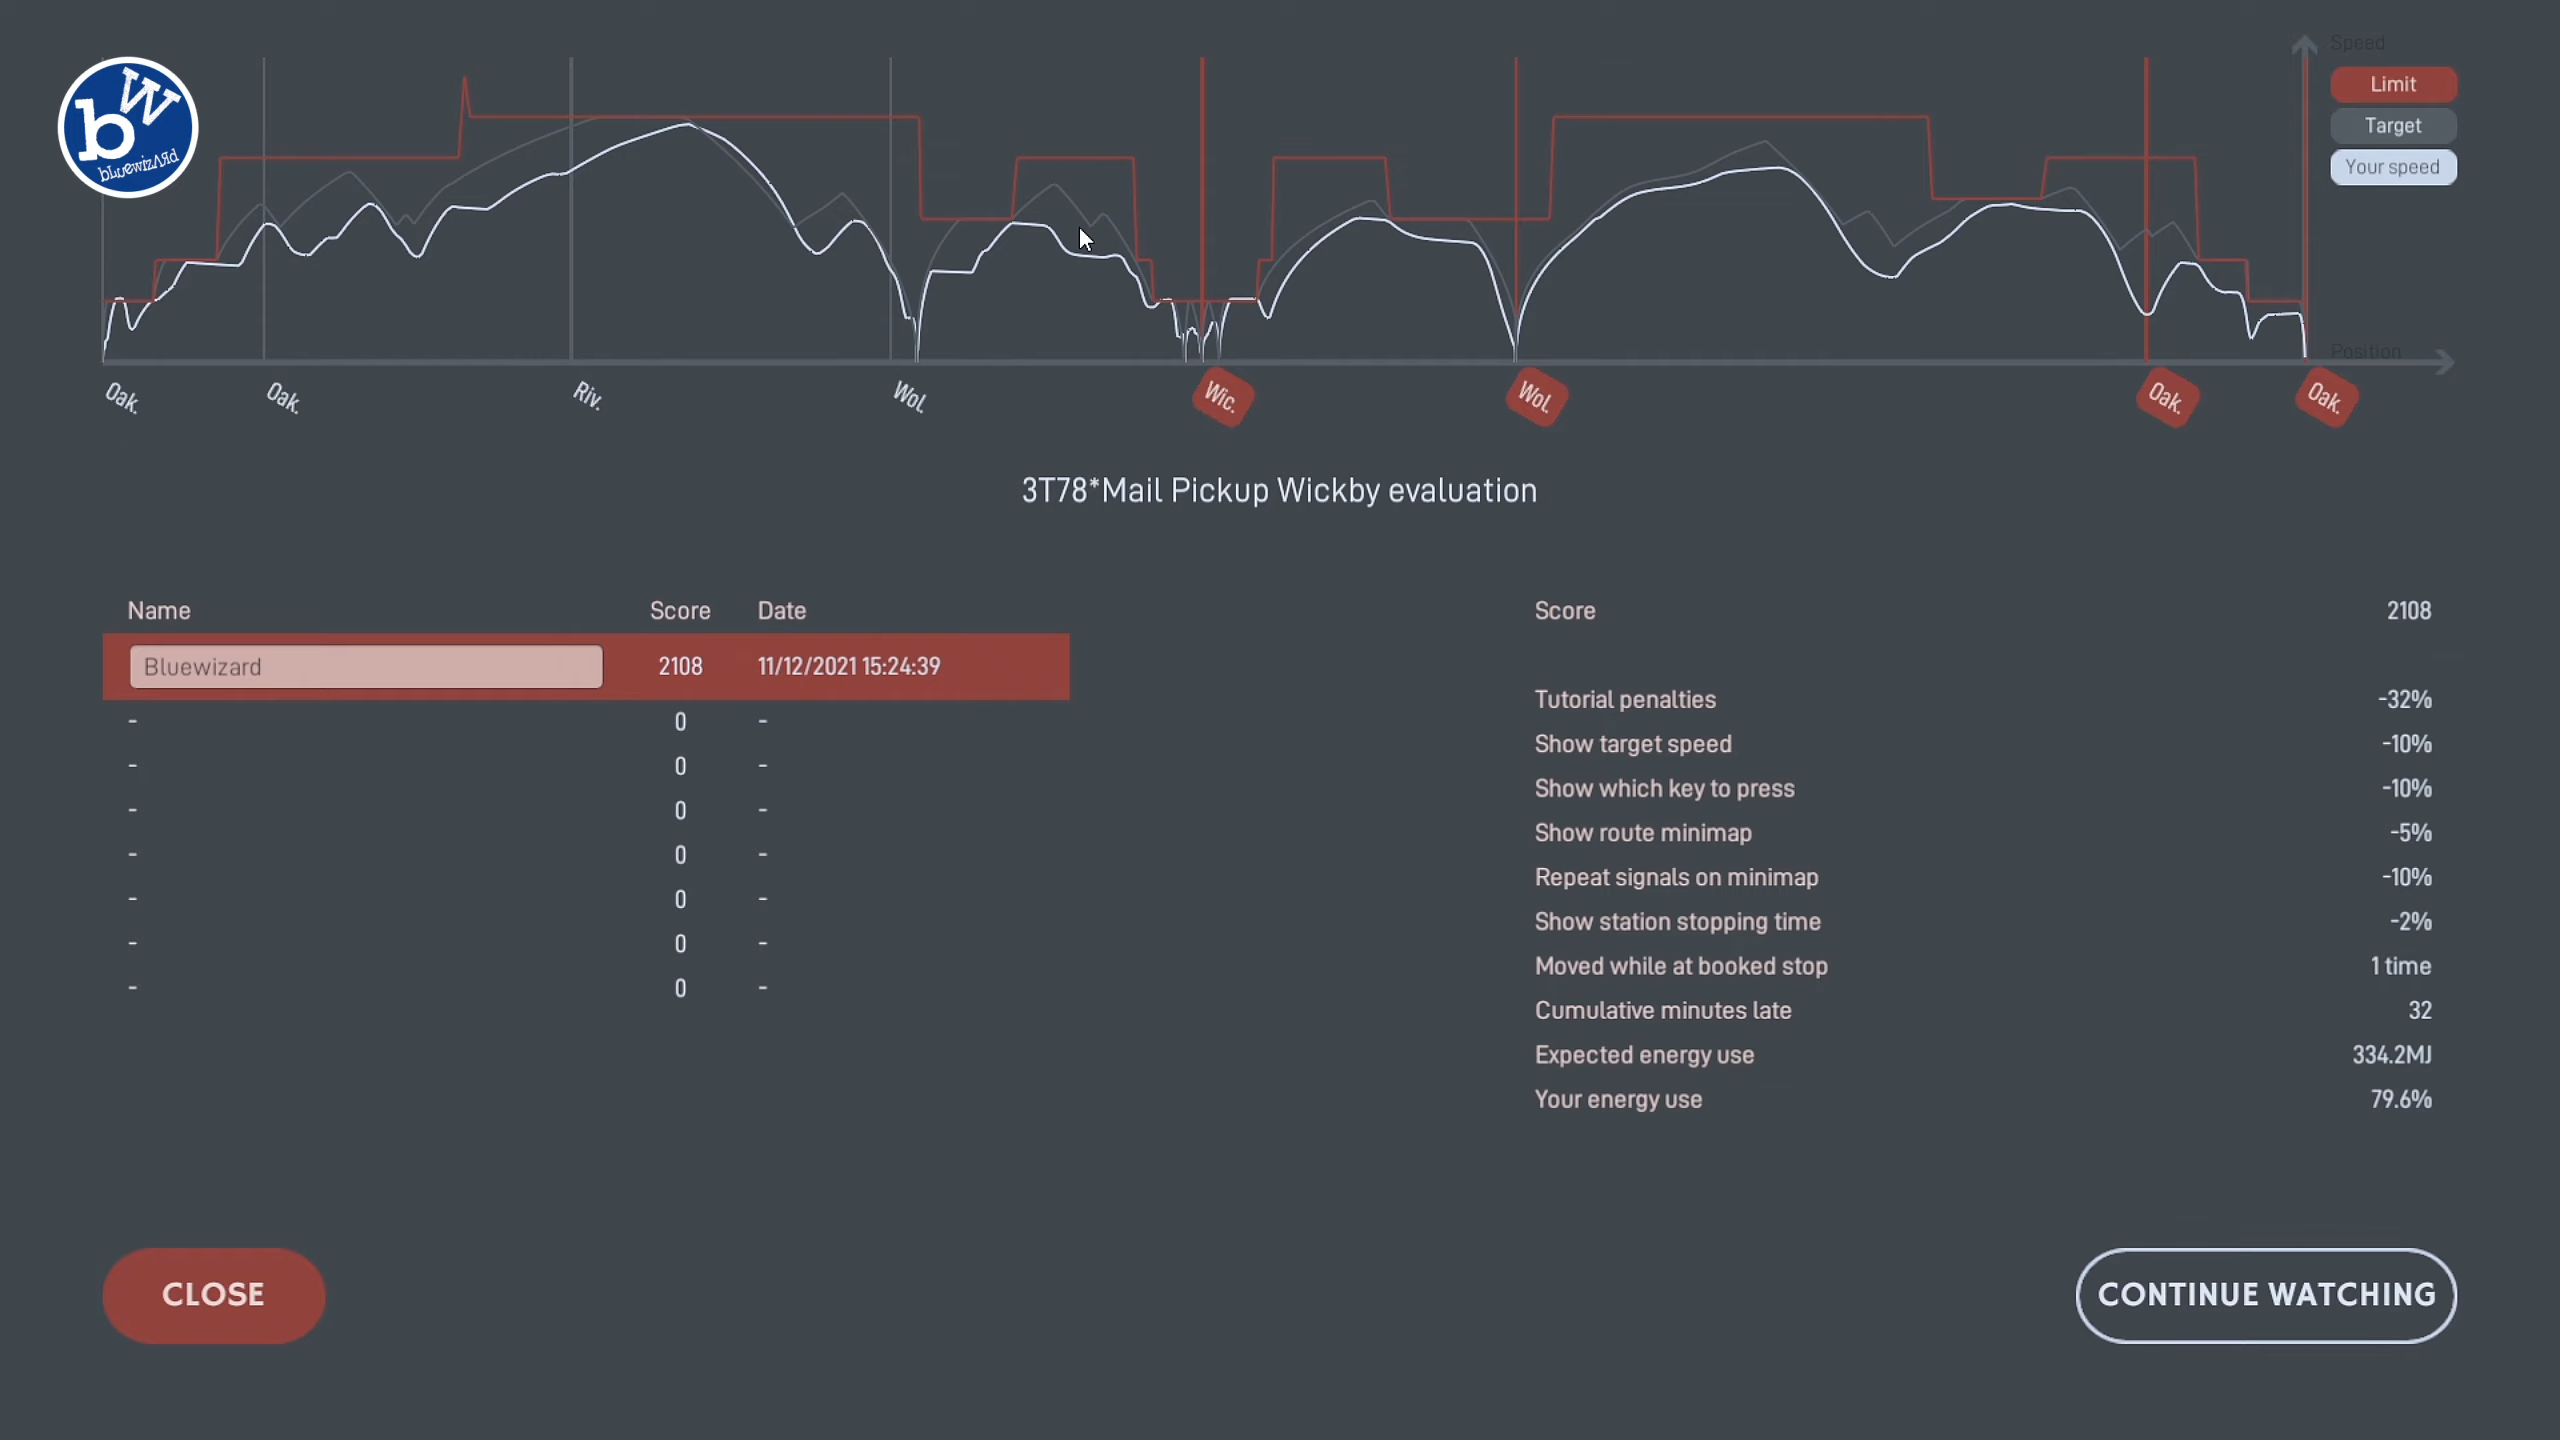 Speed
Limit
Target
Your speed
bW
bluewizARd
Position
Oak.
Oak.
Riv.
Wol.
Wic.
Wol.
Oak.
Oak.
3T78*Mail Pickup Wickby evaluation
Name Score Date
Bluewizard 2108 11/12/2021 15:24:39
- 0 -
- 0 -
- 0 -
- 0 -
- 0 -
- 0 -
- 0 -
Score 2108
Tutorial penalties -32%
Show target speed -10%
Show which key to press -10%
Show route minimap -5%
Repeat signals on minimap -10%
Show station stopping time -2%
Moved while at booked stop 1 time
Cumulative minutes late 32
Expected energy use 334.2MJ
Your energy use 79.6%
CLOSE
CONTINUE WATCHING